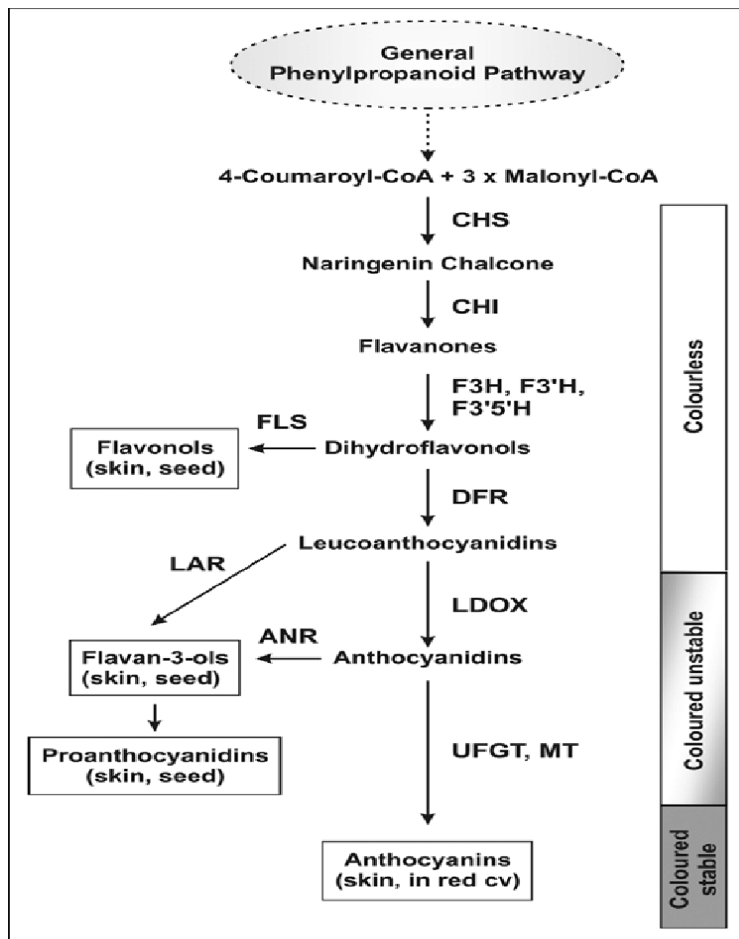 General
Phenylpropanoid Pathway
4-Coumaroyl-CoA + 3 x Malonyl-CoA
CHS
Naringenin Chalcone
CHI
Flavanones
F3H, F3'H,
F3'5'H
FLS
Flavonols
(skin, seed)
Dihydroflavonols
DFR
Leucoanthocyanidins
LAR
LDOX
ANR
Flavan-3-ols
(skin, seed)
Anthocyanidins
Proanthocyanidins
(skin, seed)
UFGT, MT
Anthocyanins
(skin, in red cv)
Colourless
Coloured unstable
Coloured
stable